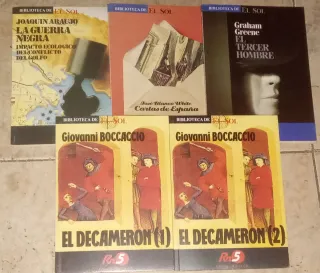 BIBLIOTECA DE EL SOL
JOAQUIN ARAUJO
LA GUERRA
NEGRA
IMPACTO ECOLOGICO
DEL CONFLICTO
DEL GOLFO
BIBLIOTECA DE EL SOL
José Blanco White
Cartas de España
BIBLIOTECA DE EL SOL
Graham
Greene
EL
TERCER
HOMBRE
BIBLIOTECA DE EL SOL
Giovanni BOCCACCIO
EL DECAMERON (1)
BIBLIOTECA DE EL SOL
Giovanni BOCCACCIO
EL DECAMERON (2)